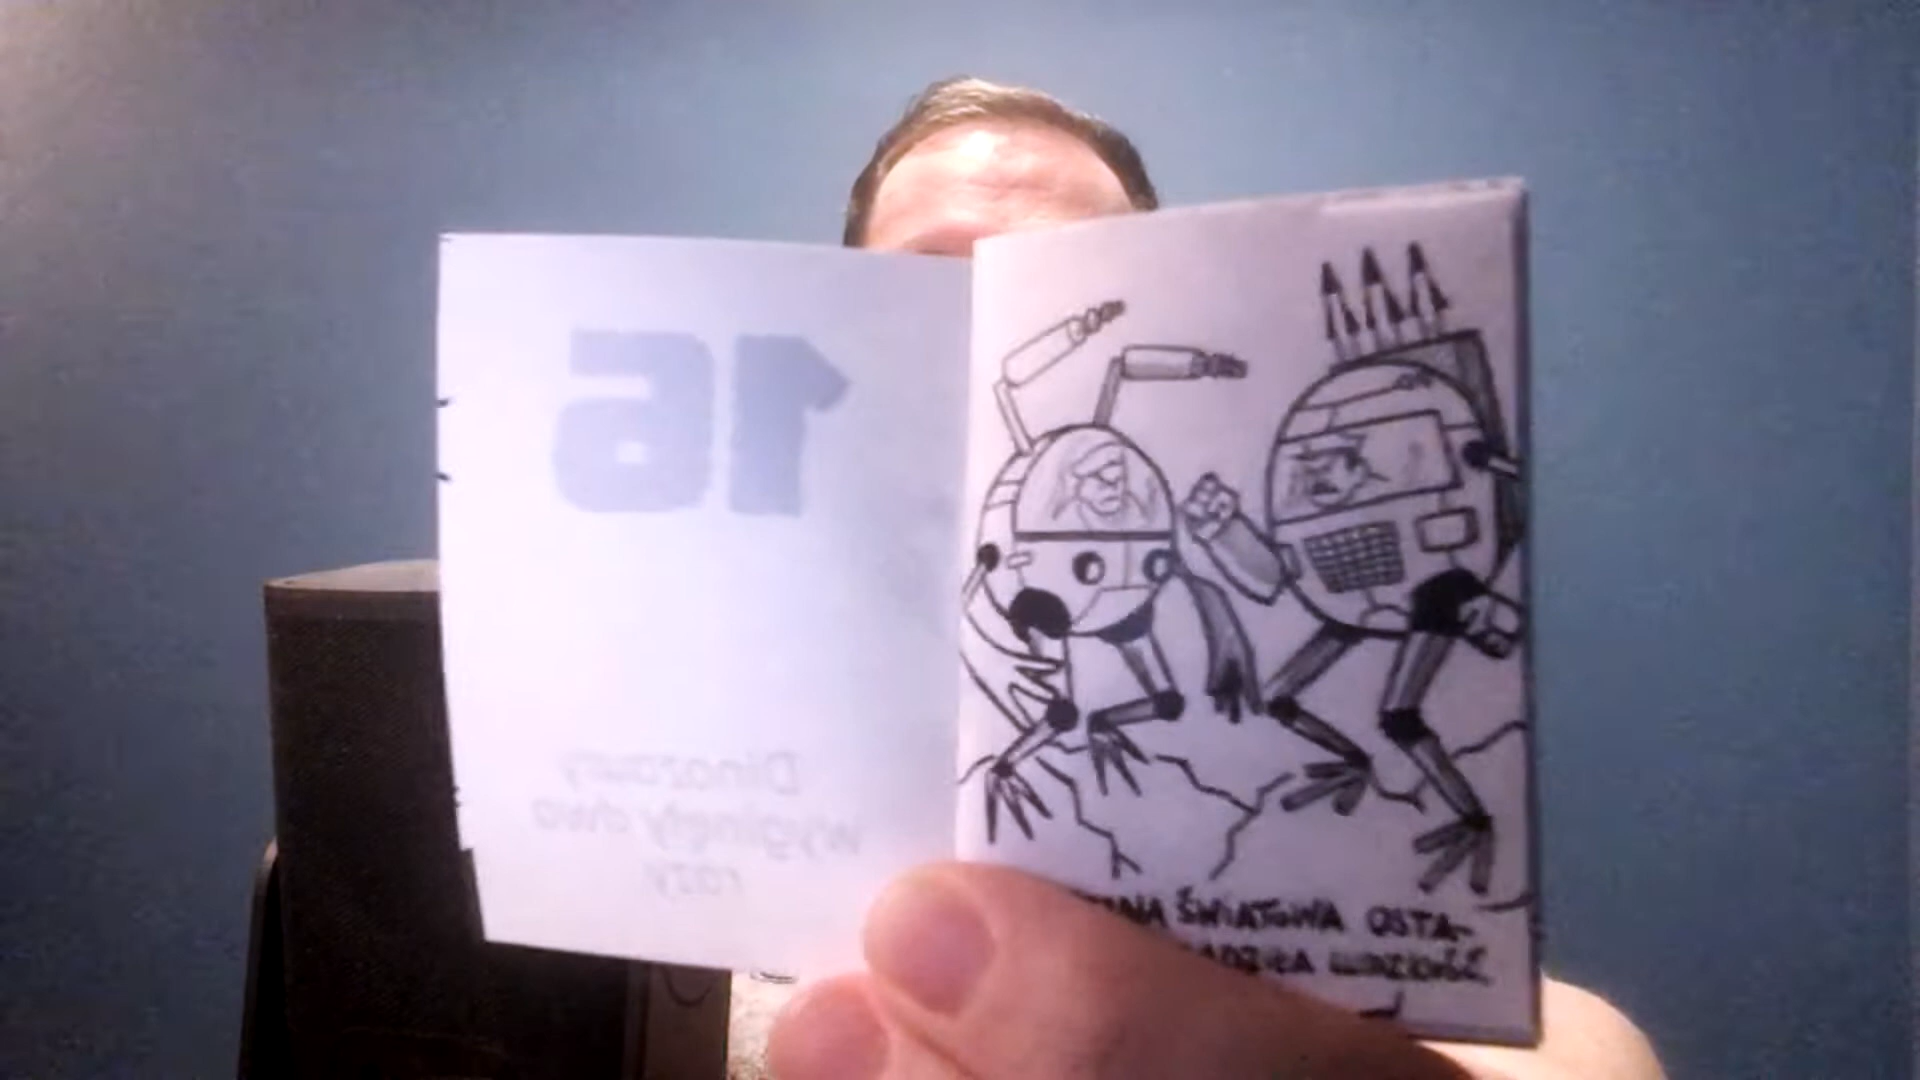 16
Dinozaury
wyginęły dwa
razy
ŚWIATOWA OSTA-
LUDZKOŚĆ